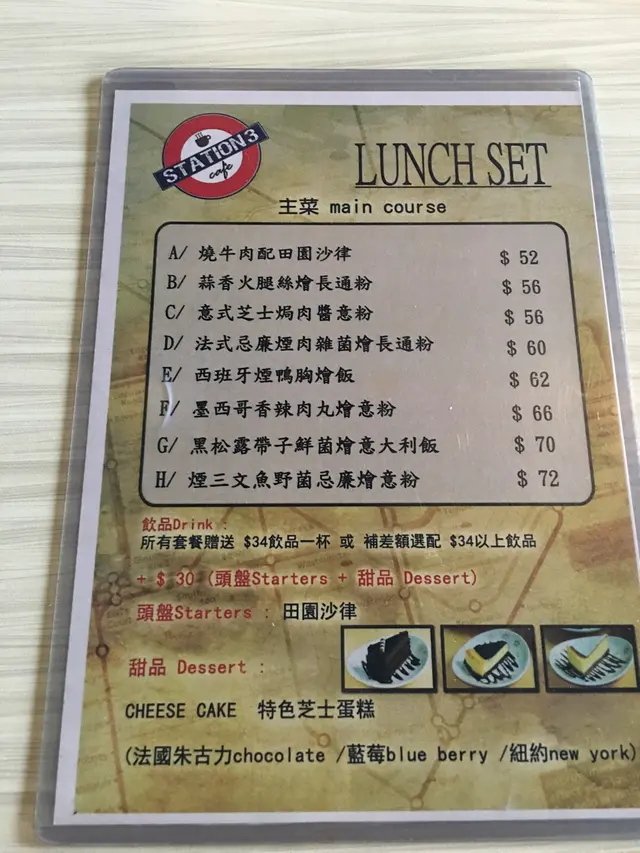 STATION3
cafe
LUNCH SET
主菜 main course
A/ 燒牛肉配田園沙律 $ 52
B/ 蒜香火腿絲燴長通粉 $ 56
C/ 意式芝士焗肉醬意粉 $ 56
D/ 法式忌廉煙肉雜菌燴長通粉 $ 60
E/ 西班牙煙鴨胸燴飯 $ 62
F/ 墨西哥香辣肉丸燴意粉 $ 66
G/ 黑松露帶子鮮菌燴意大利飯 $ 70
H/ 煙三文魚野菌忌廉燴意粉 $ 72
飲品Drink :
所有套餐贈送 $34飲品一杯 或 補差額選配 $34以上飲品
+ $ 30 (頭盤Starters + 甜品 Dessert)
頭盤Starters : 田園沙律
甜品 Dessert :
CHEESE CAKE 特色芝士蛋糕
(法國朱古力chocolate /藍莓blue berry /紐約new york)